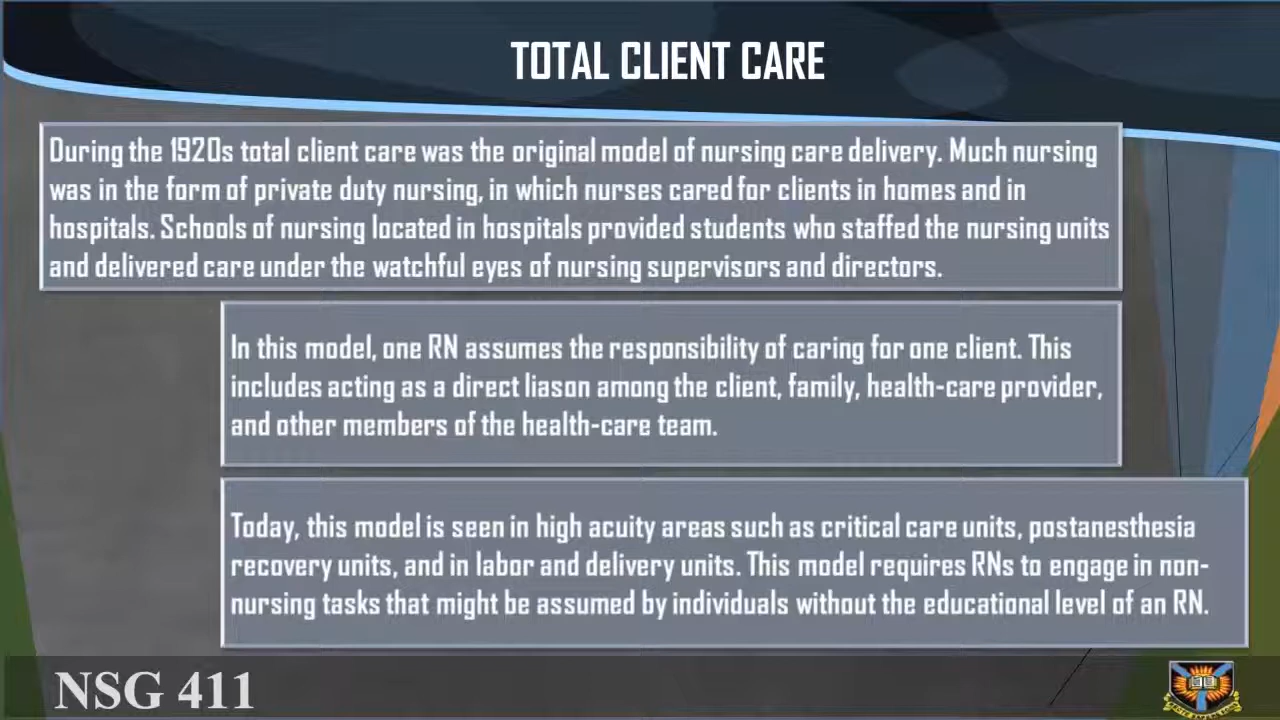 TOTAL CLIENT CARE
During the 1920s total client care was the original model of nursing care delivery. Much nursing
was in the form of private duty nursing, in which nurses cared for clients in homes and in
hospitals. Schools of nursing located in hospitals provided students who staffed the nursing units
and delivered care under the watchful eyes of nursing supervisors and directors.
In this model, one RN assumes the responsibility of caring for one client. This
includes acting as a direct liason among the client, family, health-care provider,
and other members of the health-care team.
Today, this model is seen in high acuity areas such as critical care units, postanesthesia
recovery units, and in labor and delivery units. This model requires RNs to engage in non-
nursing tasks that might be assumed by individuals without the educational level of an RN.
NSG 411